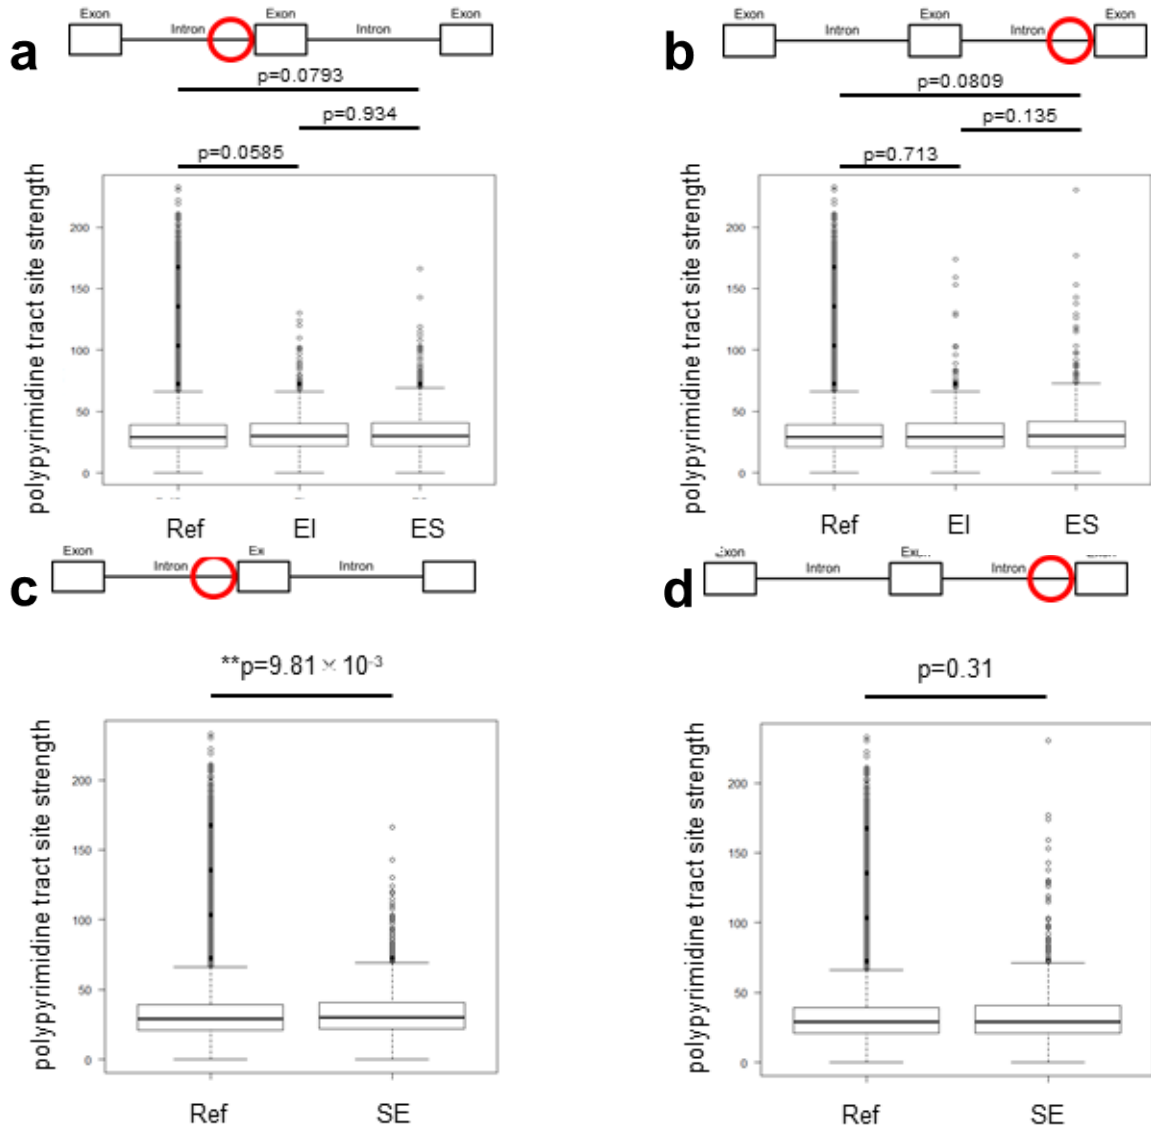 a
Exon Exon Exon
Intron Intron
p=0.0793
p=0.934
p=0.0585
polypyrimidine tract site strength
200
150
100
50
0
Ref EI ES
b
Exon Exon Exon
Intron Intron
p=0.0809
p=0.135
p=0.713
polypyrimidine tract site strength
200
150
100
50
0
Ref EI ES
c
Exon Ex
Intron Intron
**p=9.81×10⁻³
polypyrimidine tract site strength
200
150
100
50
0
Ref SE
d
Intron Intron
p=0.31
polypyrimidine tract site strength
200
150
100
50
0
Ref SE